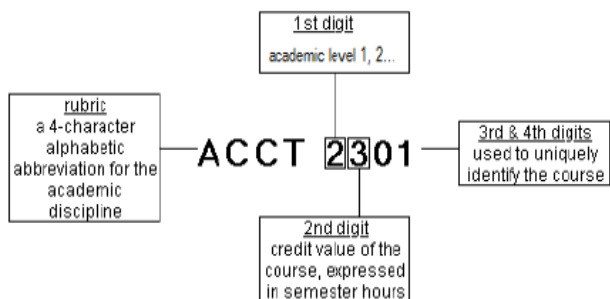 1st digit
academic level 1, 2...
rubric
a 4-character
alphabetic
abbreviation for the
academic
discipline
ACCT 2301
3rd & 4th digits
used to uniquely
identify the course
2nd digit
credit value of the
course, expressed
in semester hours